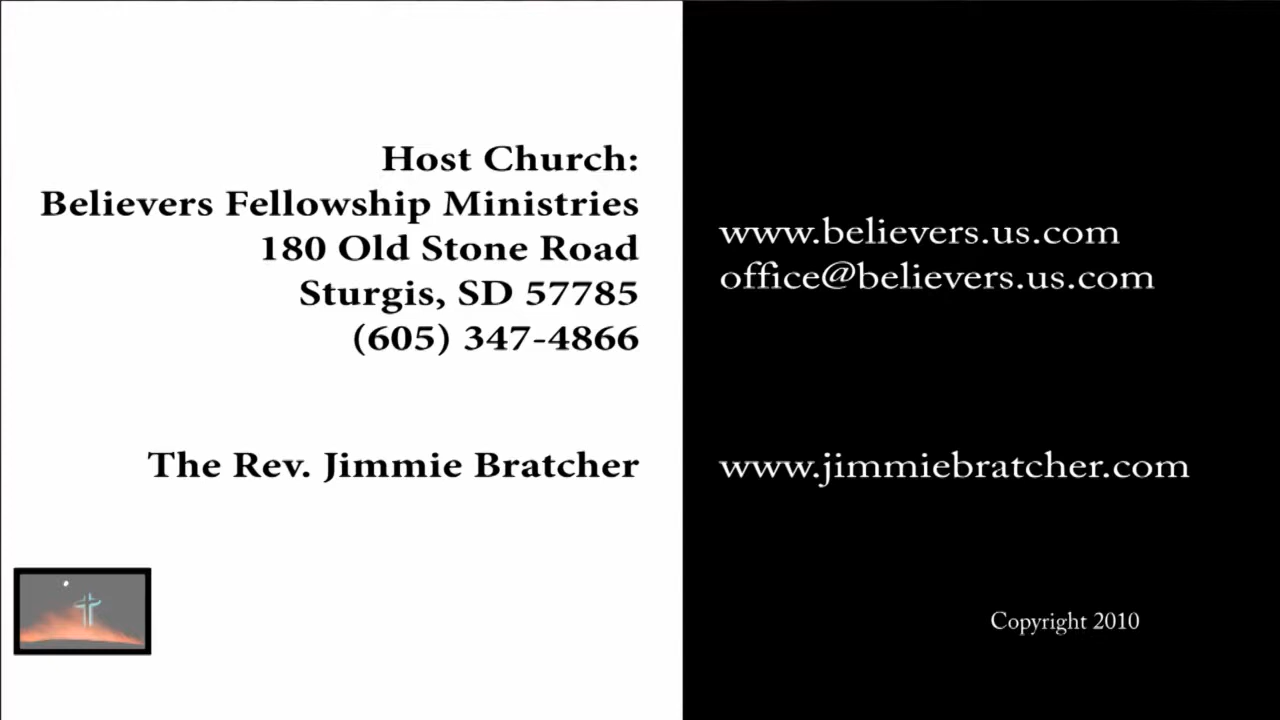 Host Church:
Believers Fellowship Ministries
180 Old Stone Road
Sturgis, SD 57785
(605) 347-4866
www.believers.us.com
office@believers.us.com
The Rev. Jimmie Bratcher
www.jimmiebratcher.com
Copyright 2010